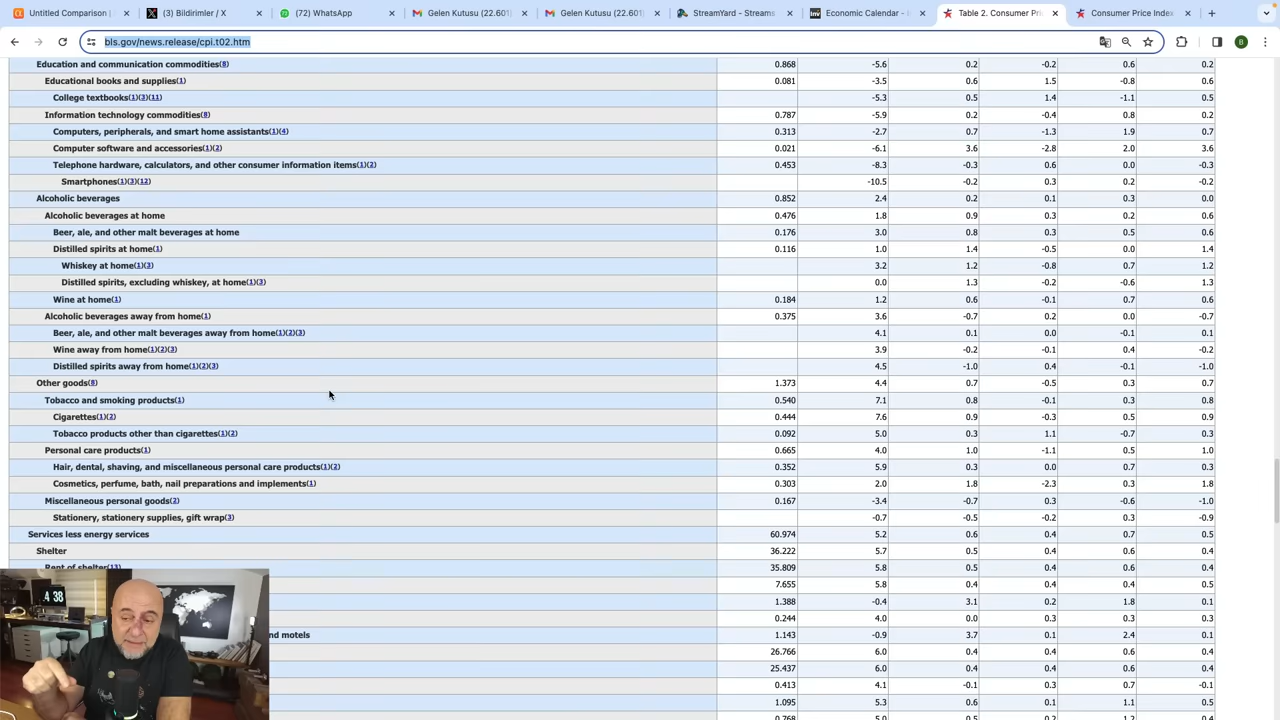 Untitled Comparison |
(3) Bildirimler / X
(72) WhatsApp
Gelen Kutusu (22.601)
Gelen Kutusu (22.601)
StreamYard - Streams
Economic Calendar -
Table 2. Consumer Pri
Consumer Price Index
bls.gov/news.release/cpi.t02.htm
B
Education and communication commodities(8) 0.868 -5.6 0.2 -0.2 0.6 0.2
Educational books and supplies(1) 0.081 -3.5 0.6 1.5 -0.8 0.6
College textbooks(1)(3)(11) -5.3 0.5 1.4 -1.1 0.5
Information technology commodities(8) 0.787 -5.9 0.2 -0.4 0.8 0.2
Computers, peripherals, and smart home assistants(1)(4) 0.313 -2.7 0.7 -1.3 1.9 0.7
Computer software and accessories(1)(2) 0.021 -6.1 3.6 -2.8 2.0 3.6
Telephone hardware, calculators, and other consumer information items(1)(2) 0.453 -8.3 -0.3 0.6 0.0 -0.3
Smartphones(1)(3)(12) -10.5 -0.2 0.3 0.2 -0.2
Alcoholic beverages 0.852 2.4 0.2 0.1 0.3 0.0
Alcoholic beverages at home 0.476 1.8 0.9 0.3 0.2 0.6
Beer, ale, and other malt beverages at home 0.176 3.0 0.8 0.3 0.5 0.6
Distilled spirits at home(1) 0.116 1.0 1.4 -0.5 0.0 1.4
Whiskey at home(1)(3) 3.2 1.2 -0.8 0.7 1.2
Distilled spirits, excluding whiskey, at home(1)(3) 0.0 1.3 -0.2 -0.6 1.3
Wine at home(1) 0.184 1.2 0.6 -0.1 0.7 0.6
Alcoholic beverages away from home(1) 0.375 3.6 -0.7 0.2 0.0 -0.7
Beer, ale, and other malt beverages away from home(1)(2)(3) 4.1 0.1 0.0 -0.1 0.1
Wine away from home(1)(2)(3) 3.9 -0.2 -0.1 0.4 -0.2
Distilled spirits away from home(1)(2)(3) 4.5 -1.0 0.4 -0.1 -1.0
Other goods(8) 1.373 4.4 0.7 -0.5 0.3 0.7
Tobacco and smoking products(1) 0.540 7.1 0.8 -0.1 0.3 0.8
Cigarettes(1)(2) 0.444 7.6 0.9 -0.3 0.5 0.9
Tobacco products other than cigarettes(1)(2) 0.092 5.0 0.3 1.1 -0.7 0.3
Personal care products(1) 0.665 4.0 1.0 -1.1 0.5 1.0
Hair, dental, shaving, and miscellaneous personal care products(1)(2) 0.352 5.9 0.3 0.0 0.7 0.3
Cosmetics, perfume, bath, nail preparations and implements(1) 0.303 2.0 1.8 -2.3 0.3 1.8
Miscellaneous personal goods(2) 0.167 -3.4 -0.7 0.3 -0.6 -1.0
Stationery, stationery supplies, gift wrap(3) -0.7 -0.5 -0.2 0.3 -0.9
Services less energy services 60.974 5.2 0.6 0.4 0.7 0.5
Shelter 36.222 5.7 0.5 0.4 0.6 0.4
Rent of shelter(13) 35.809 5.8 0.5 0.4 0.6 0.4
7.655 5.8 0.4 0.4 0.4 0.5
1.388 -0.4 3.1 0.2 1.8 0.1
0.244 4.0 0.0 0.3 0.3 0.3
nd motels 1.143 -0.9 3.7 0.1 2.4 0.1
26.766 6.0 0.4 0.4 0.6 0.4
25.437 6.0 0.4 0.4 0.6 0.4
0.413 4.1 -0.1 0.3 0.7 -0.1
1.095 5.3 0.6 0.1 1.1 0.5
0.768 5.0 0.5 0.2 1.2 0.4
4 38